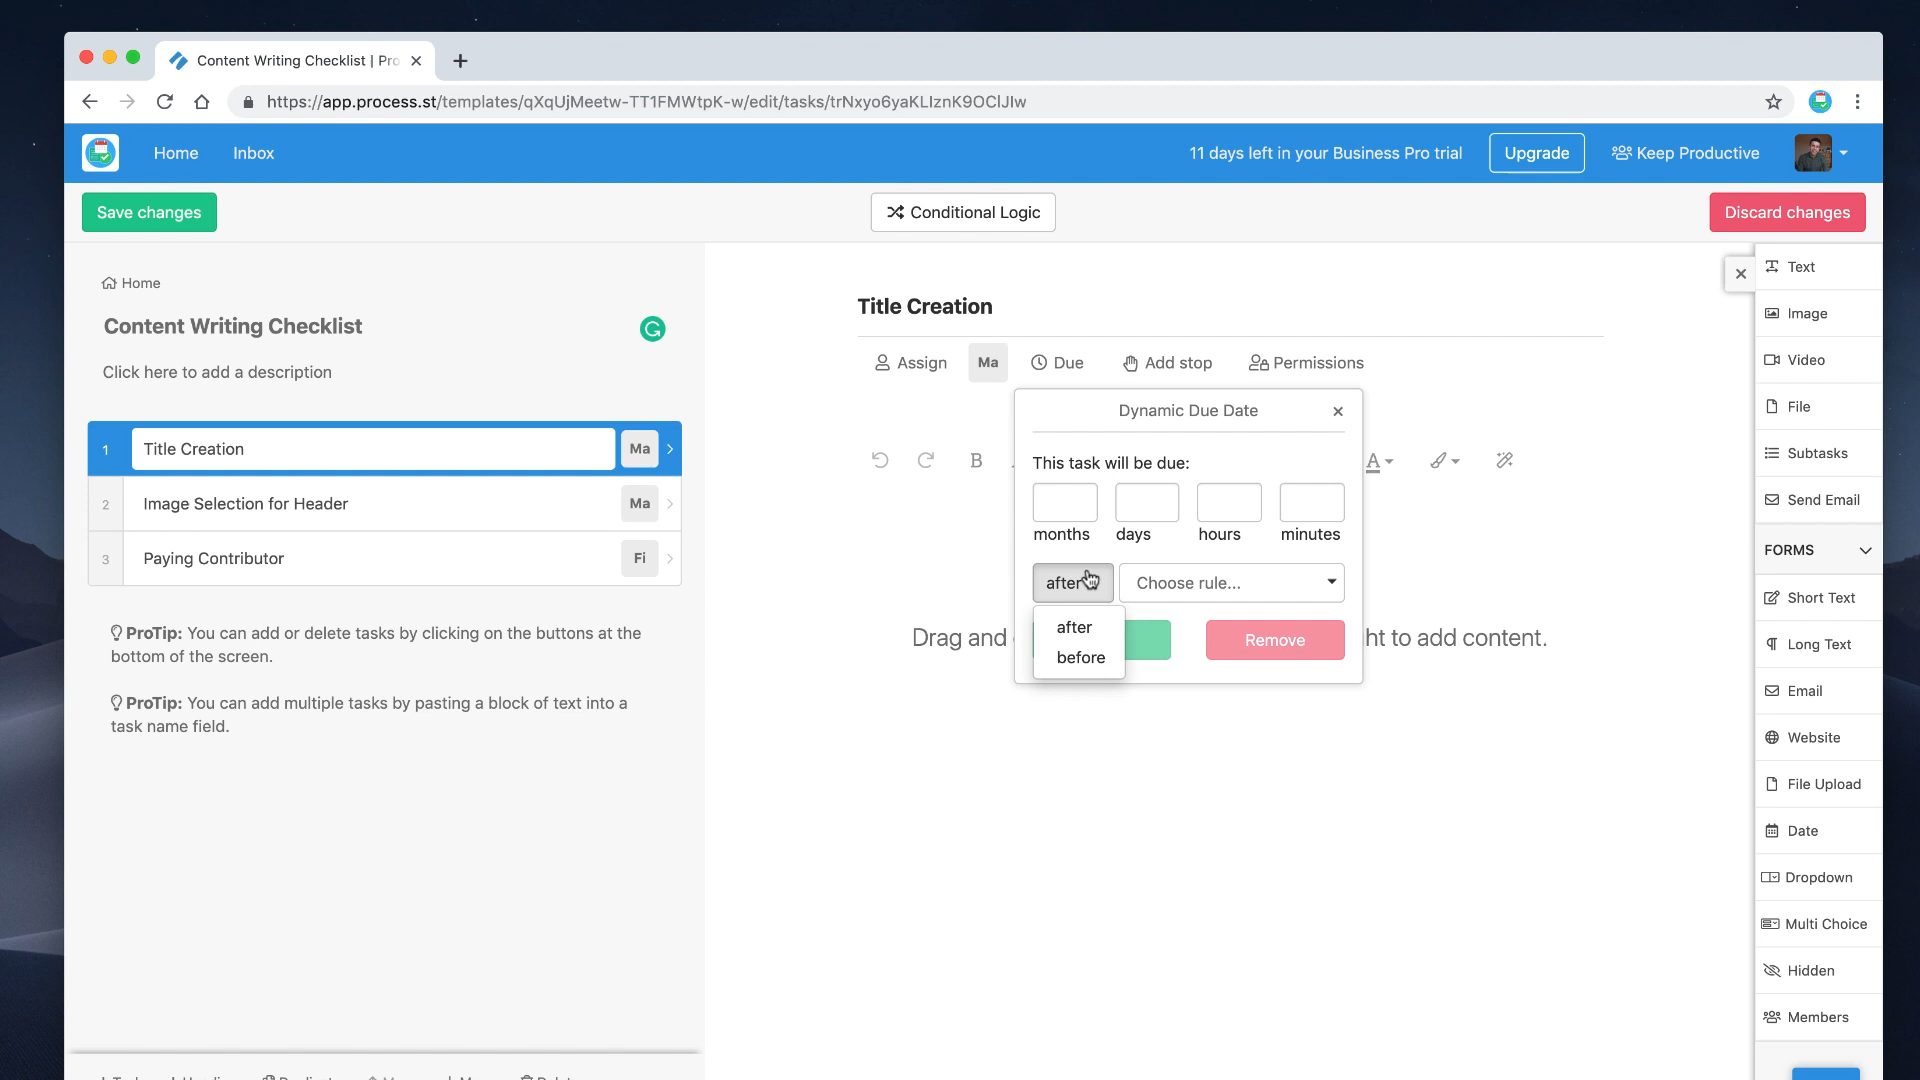 Content Writing Checklist | Pro
https://app.process.st/templates/qXqUjMeetw-TT1FMWtpK-w/edit/tasks/trNxyo6yaKLIznK9OClJIw
Home
Inbox
11 days left in your Business Pro trial
Upgrade
Keep Productive
Save changes
Conditional Logic
Discard changes
Home
Content Writing Checklist
Click here to add a description
1 Title Creation Ma
2 Image Selection for Header Ma
3 Paying Contributor Fi
ProTip: You can add or delete tasks by clicking on the buttons at the
bottom of the screen.
ProTip: You can add multiple tasks by pasting a block of text into a
task name field.
Title Creation
Assign Ma Due Add stop Permissions
B A
Dynamic Due Date
This task will be due:
months days hours minutes
after Choose rule...
after
before
Remove
Drag and
ht to add content.
Text
Image
Video
File
Subtasks
Send Email
FORMS
Short Text
Long Text
Email
Website
File Upload
Date
Dropdown
Multi Choice
Hidden
Members